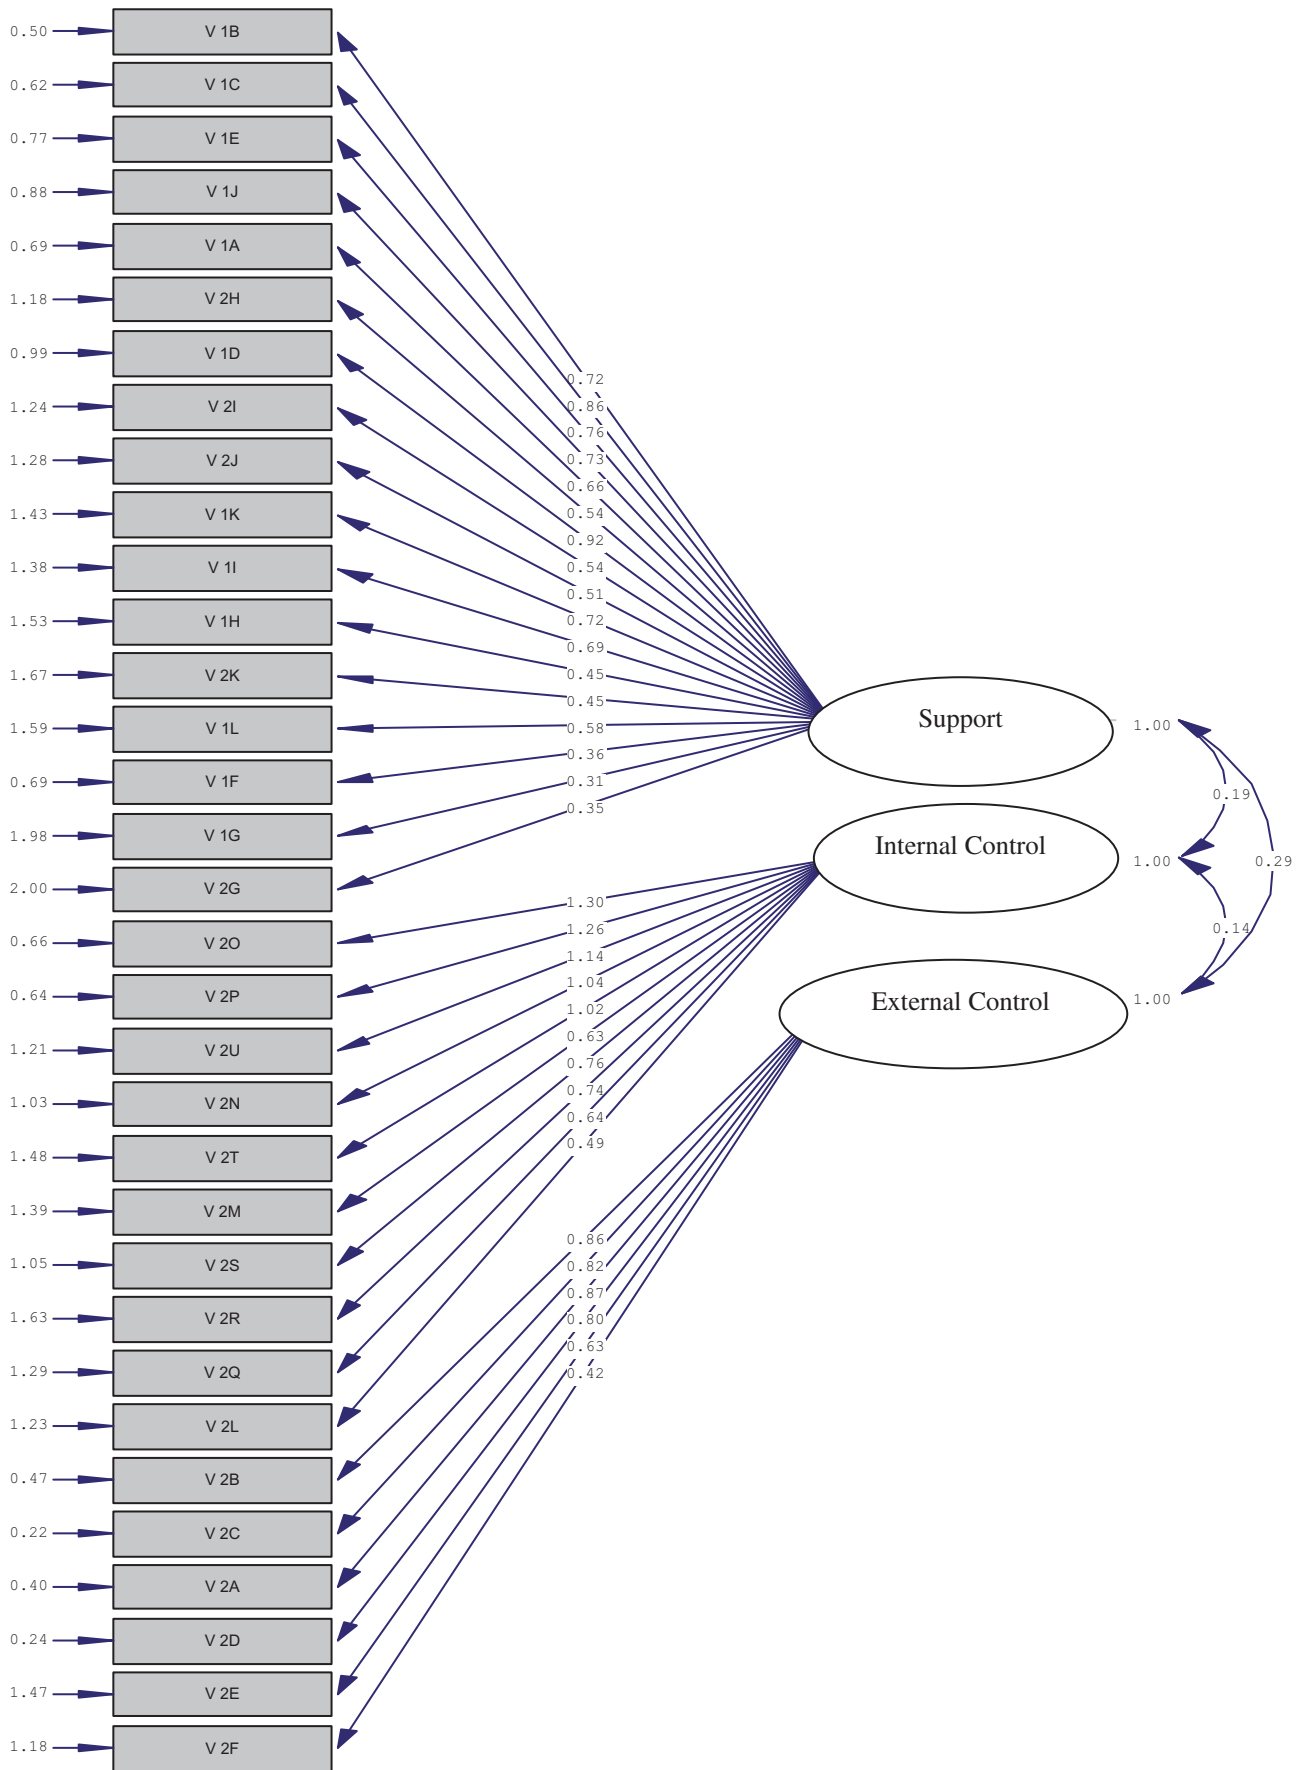 0.50 V 1B
0.62 V 1C
0.77 V 1E
0.88 V 1J
0.69 V 1A
1.18 V 2H
0.99 V 1D
0.72
1.24 V 2I
0.86
0.76
1.28 V 2J
0.73
0.66
1.43 V 1K
0.54
0.92
1.38 V 1I
0.54
0.51
1.53 V 1H
0.72
0.69
1.67 V 2K
0.45
0.45
1.59 V 1L
0.58
Support
1.00
0.36
0.69 V 1F
0.31
0.19
0.35
1.98 V 1G
Internal Control
1.00
0.29
2.00 V 2G
1.30
0.66 V 2O
1.26
0.14
1.14
0.64 V 2P
1.04
External Control
1.00
1.02
1.21 V 2U
0.63
0.76
1.03 V 2N
0.74
0.64
1.48 V 2T
0.49
1.39 V 2M
1.05 V 2S
0.86
0.82
1.63 V 2R
0.87
0.80
1.29 V 2Q
0.63
0.42
1.23 V 2L
0.47 V 2B
0.22 V 2C
0.40 V 2A
0.24 V 2D
1.47 V 2E
1.18 V 2F